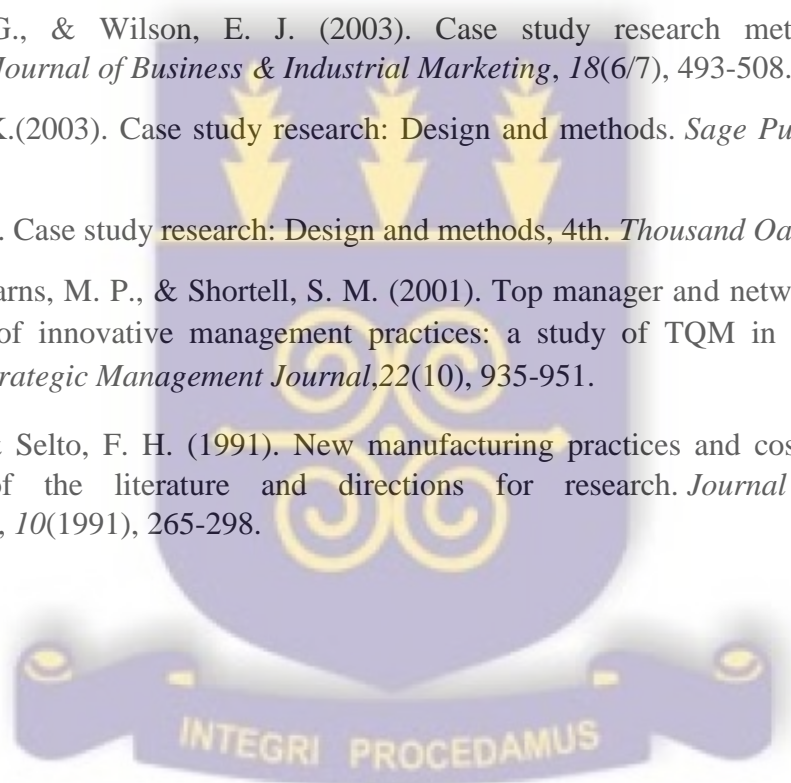 G., & Wilson, E. J. (2003). Case study research met
Journal of Business & Industrial Marketing, 18(6/7), 493-508.
K.(2003). Case study research: Design and methods. Sage Pu
. Case study research: Design and methods, 4th. Thousand Oa
arns, M. P., & Shortell, S. M. (2001). Top manager and netw
of innovative management practices: a study of TQM in
trategic Management Journal,22(10), 935-951.
Selto, F. H. (1991). New manufacturing practices and cos
of the literature and directions for research. Journal
, 10(1991), 265-298.
INTEGRI PROCEDAMUS